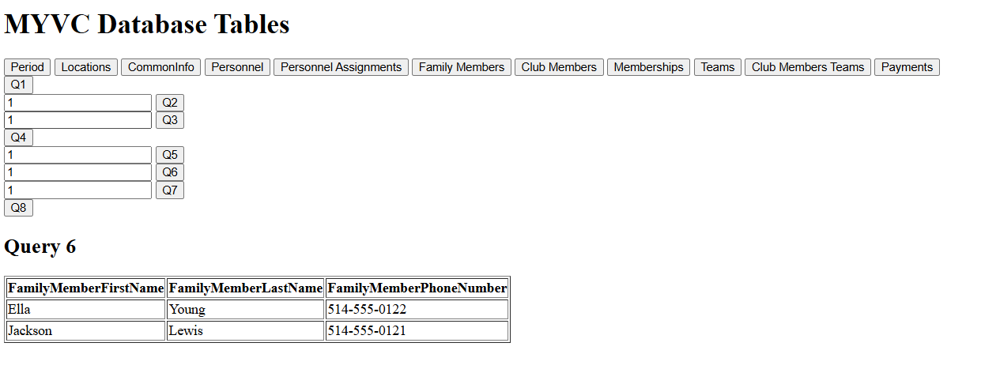 MYVC Database Tables
Period Locations CommonInfo Personnel Personnel Assignments Family Members Club Members Memberships Teams Club Members Teams Payments
Q1
1 Q2
1 Q3
Q4
1 Q5
1 Q6
1 Q7
Q8
Query 6
FamilyMemberFirstName FamilyMemberLastName FamilyMemberPhoneNumber
Ella Young 514-555-0122
Jackson Lewis 514-555-0121